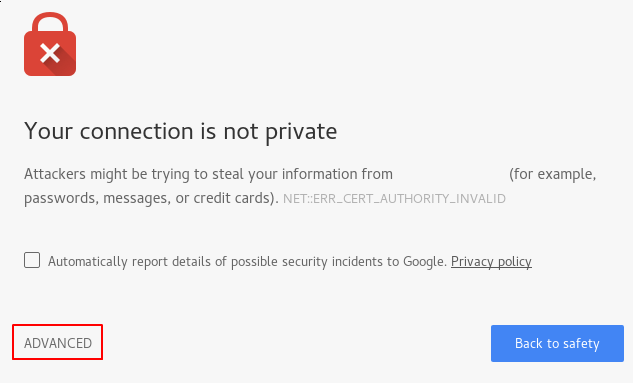 Your connection is not private
Attackers might be trying to steal your information from (for example,
passwords, messages, or credit cards). NET::ERR_CERT_AUTHORITY_INVALID
Automatically report details of possible security incidents to Google. Privacy policy
ADVANCED
Back to safety